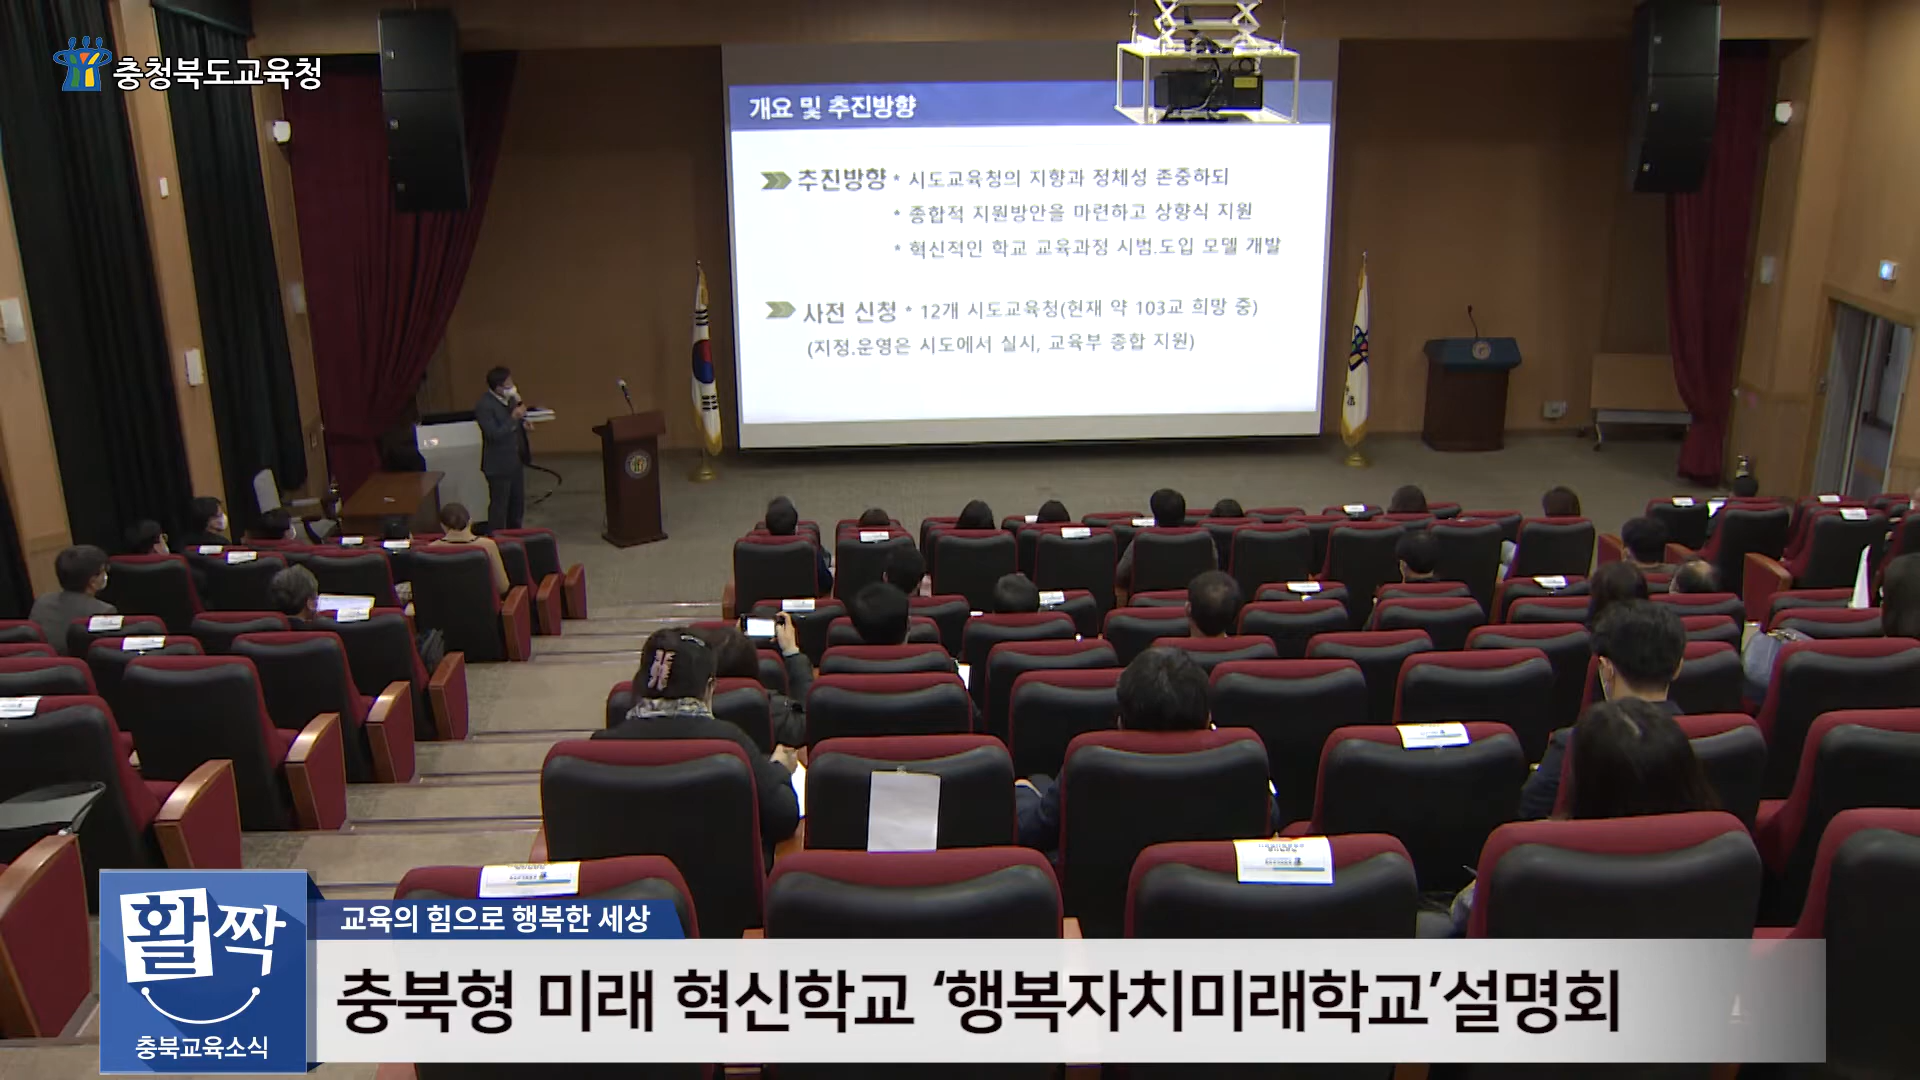 충청북도교육청
개요 및 추진방향
추진방향 * 시도교육청의 지향과 정체성 존중하되
* 종합적 지원방안을 마련하고 상향식 지원
* 혁신적인 학교 교육과정 시범.도입 모델 개발
사전 신청 * 12개 시도교육청(현재 약 103교 희망 중)
(지정.운영은 시도에서 실시, 교육부 종합 지원)
활짝
충북교육소식
교육의 힘으로 행복한 세상
충북형 미래 혁신학교 ‘행복자치미래학교’설명회